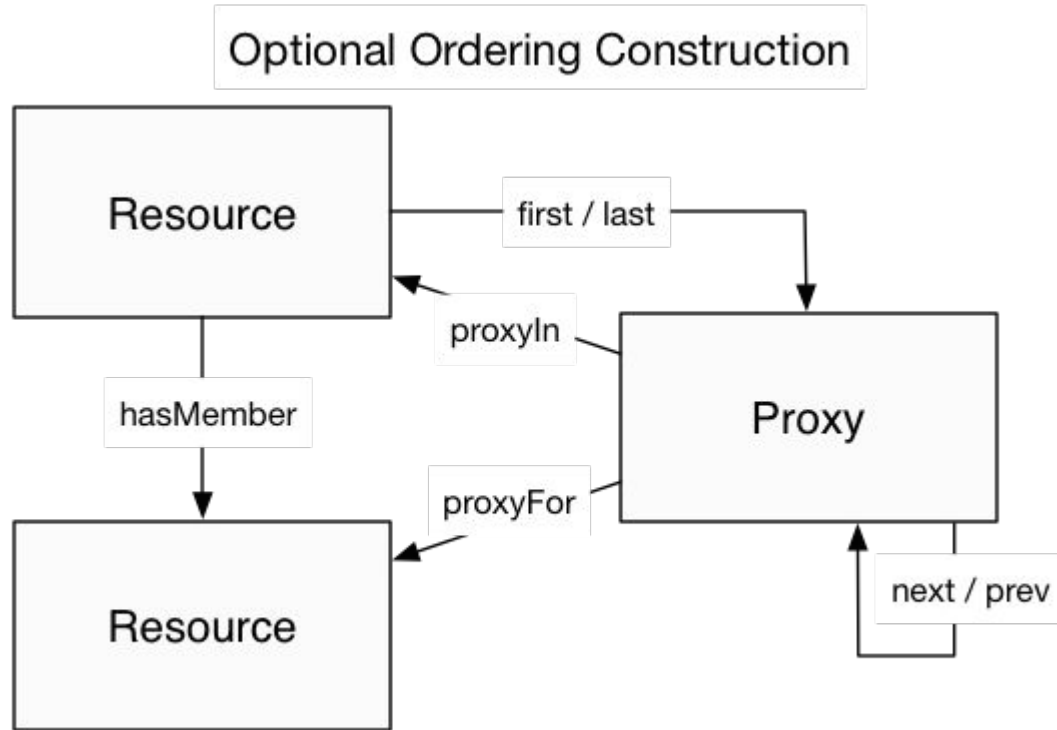 Optional Ordering Construction
Resource
first / last
proxyIn
Proxy
hasMember
proxyFor
next / prev
Resource